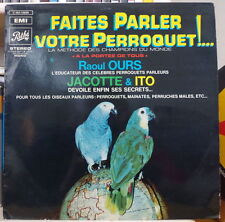 EMI
Pathé
STEREO
FAITES PARLER
VOTRE PERROQUET!....
LA METHODE DES CHAMPIONS DU MONDE
"A LA PORTEE DE TOUS"
Raoul OURS
L'EDUCATEUR DES CELEBRES PERROQUETS PARLEURS
JACOTTE & ITO
DEVOILE ENFIN SES SECRETS...
POUR TOUS LES OISEAUX PARLEURS : PERROQUETS, MAINATES, PERRUCHES MALES, ETC...